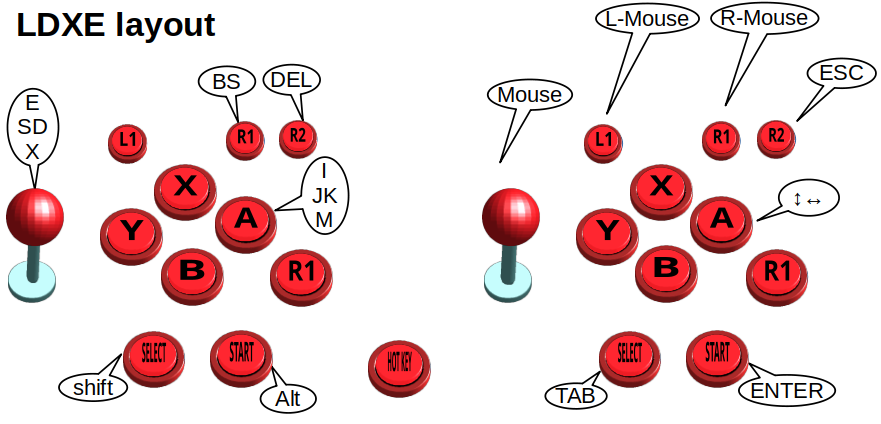 LDXE layout
L-Mouse
R-Mouse
BS
DEL
ESC
Mouse
E
SD
X
L1
R1
R2
L1
R1
R2
I
JK
M
X
A
Y
B
R1
X
A
Y
B
R1
↕↔
SELECT
START
HOT KEY
SELECT
START
shift
Alt
TAB
ENTER